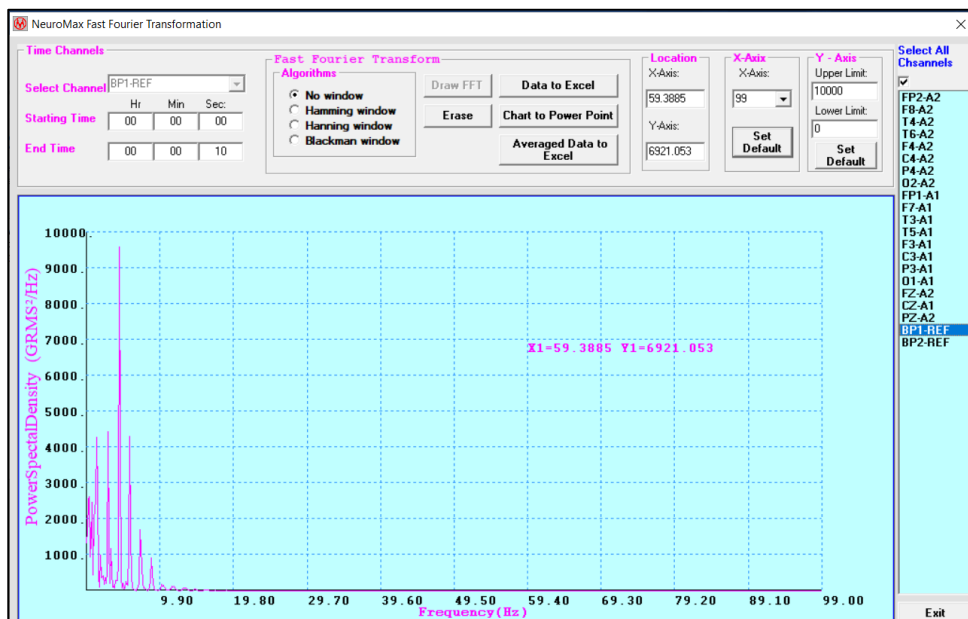 NeuroMax Fast Fourier Transformation
Time Channels
Select Channel BP1-REF
Hr Min Sec:
Starting Time 00 00 00
End Time 00 00 10
Fast Fourier Transform
Algorithms
No window
Hamming window
Hanning window
Blackman window
Draw FFT
Data to Excel
Erase
Chart to Power Point
Averaged Data to
Excel
Location
X-Axis:
59.3885
Y-Axis:
6921.053
X-Axix
X-Axis:
99
Set
Default
Y - Axis
Upper Limit:
10000
Lower Limit:
0
Set
Default
Select All
Chsannels
FP2-A2
F8-A2
T4-A2
T6-A2
F4-A2
C4-A2
P4-A2
O2-A2
FP1-A1
F7-A1
T3-A1
T5-A1
F3-A1
C3-A1
P3-A1
O1-A1
FZ-A2
CZ-A1
PZ-A2
BP1-REF
BP2-REF
PowerSpectalDensity (GRMS²/Hz)
10000.
9000.
8000.
7000.
6000.
5000.
4000.
3000.
2000.
1000.
X1=59.3885 Y1=6921.053
9.90 19.80 29.70 39.60 49.50 59.40 69.30 79.20 89.10 99.00
Frequency(Hz)
Exit